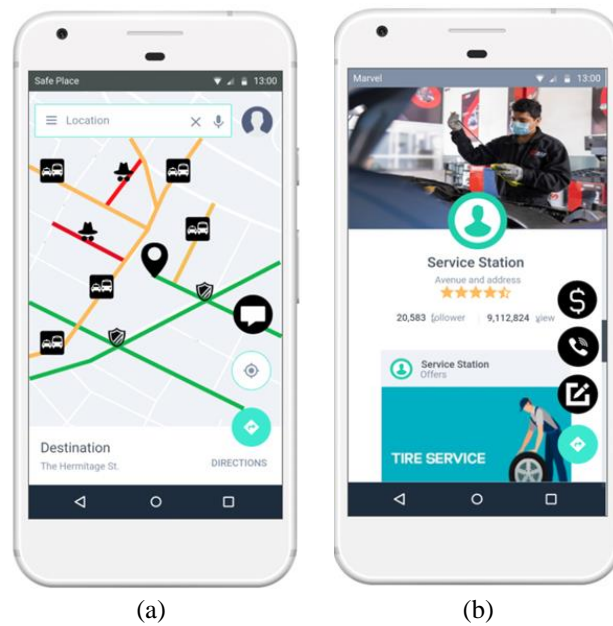 Safe Place 13:00
Location
Destination
The Hermitage St.
DIRECTIONS
(a)
Marvel 13:00
Service Station
Avenue and address
20,583 follower 9,112,824 view
Service Station
Offers
TIRE SERVICE
$
(b)